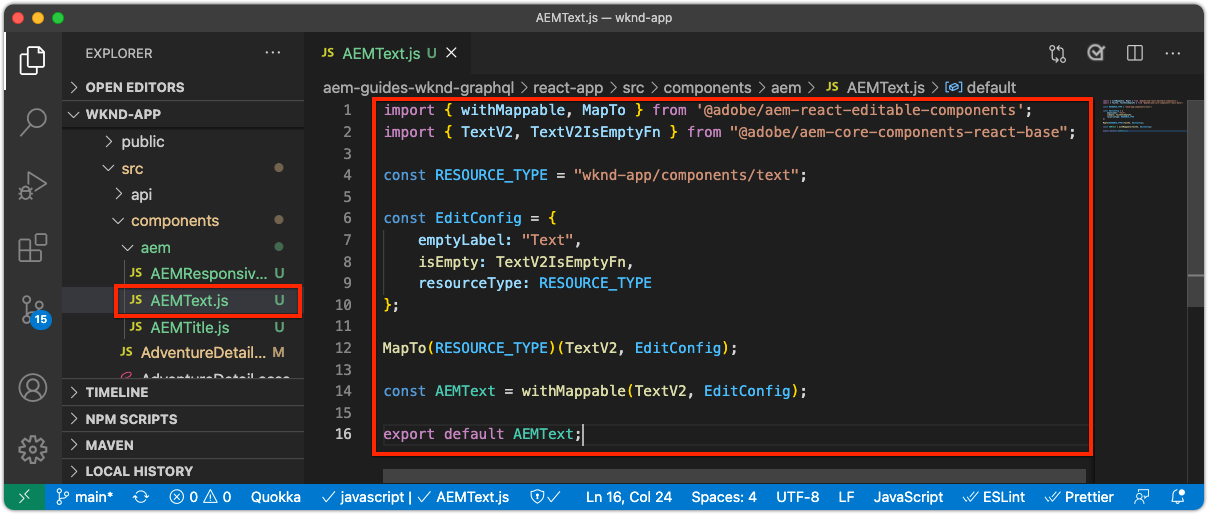 AEMText.js — wknd-app
EXPLORER
OPEN EDITORS
WKND-APP
public
src
api
components
aem
JS AEMResponsiv... U
JS AEMText.js U
JS AEMTitle.js U
JS AdventureDetail... M
TIMELINE
NPM SCRIPTS
MAVEN
LOCAL HISTORY
15
JS AEMText.js U
aem-guides-wknd-graphql > react-app > src > components > aem > JS AEMText.js > default
1 import { withMappable, MapTo } from '@adobe/aem-react-editable-components';
2 import { TextV2, TextV2IsEmptyFn } from "@adobe/aem-core-components-react-base";
3
4 const RESOURCE_TYPE = "wknd-app/components/text";
5
6 const EditConfig = {
7 emptyLabel: "Text",
8 isEmpty: TextV2IsEmptyFn,
9 resourceType: RESOURCE_TYPE
10 };
11
12 MapTo(RESOURCE_TYPE)(TextV2, EditConfig);
13
14 const AEMText = withMappable(TextV2, EditConfig);
15
16 export default AEMText;
main* 0 0 Quokka javascript | AEMText.js Ln 16, Col 24 Spaces: 4 UTF-8 LF JavaScript ESLint Prettier